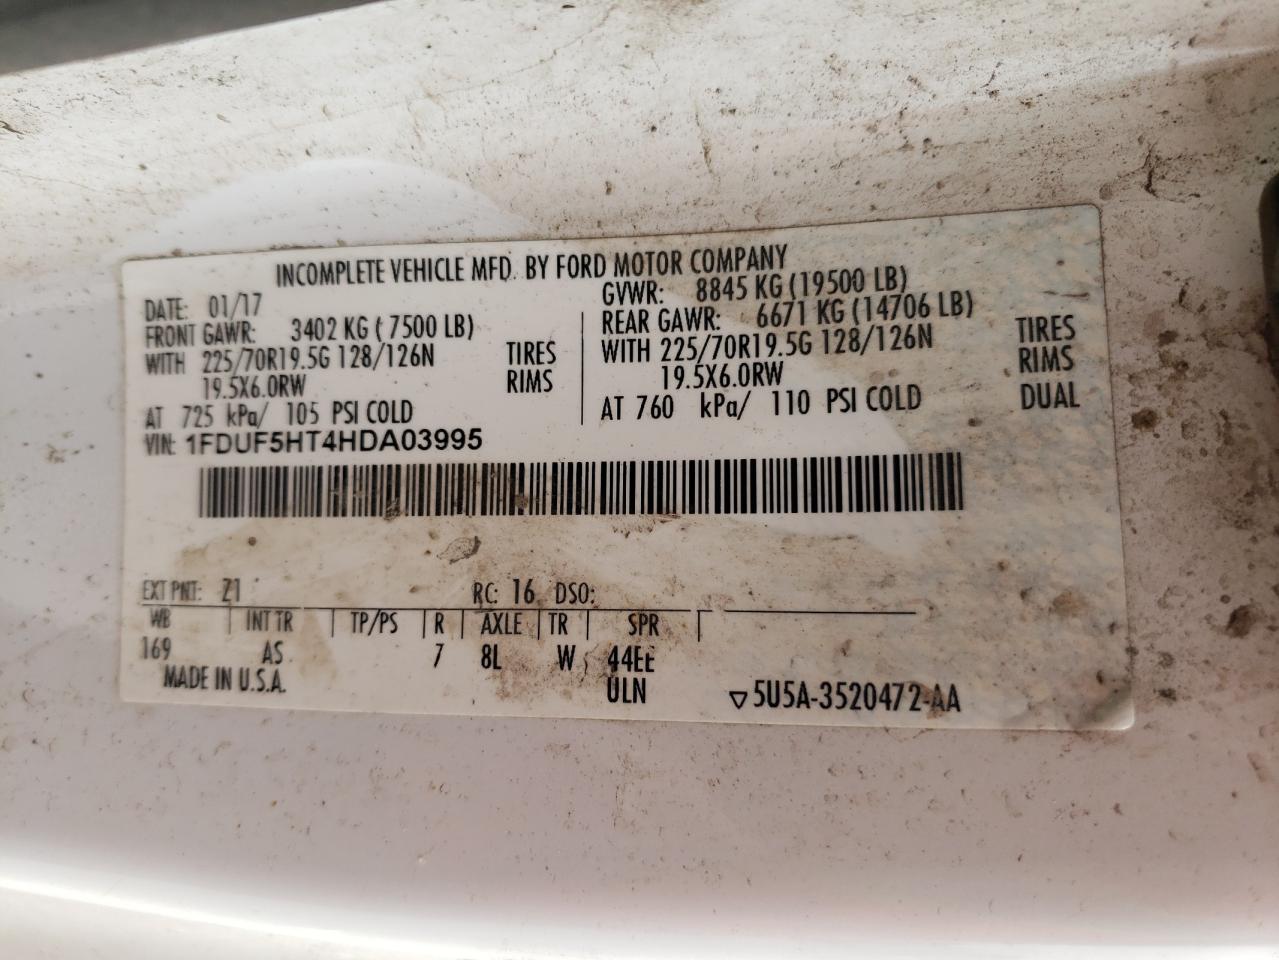 INCOMPLETE VEHICLE MFD. BY FORD MOTOR COMPANY
DATE: 01/17
GVWR: 8845 KG (19500 LB)
FRONT GAWR: 3402 KG ( 7500 LB)
REAR GAWR: 6671 KG (14706 LB)
WITH 225/70R19.5G 128/126N TIRES
WITH 225/70R19.5G 128/126N TIRES
19.5X6.0RW RIMS
19.5X6.0RW RIMS
AT 725 kPa/ 105 PSI COLD
AT 760 kPa/ 110 PSI COLD DUAL
VIN: 1FDUF5HT4HDA03995
EXT PNT: Z1 RC: 16 DSO:
WB INT TR TP/PS R AXLE TR SPR
169 AS 7 8L W 44EE
MADE IN U.S.A. ULN
▽5U5A-3520472-AA